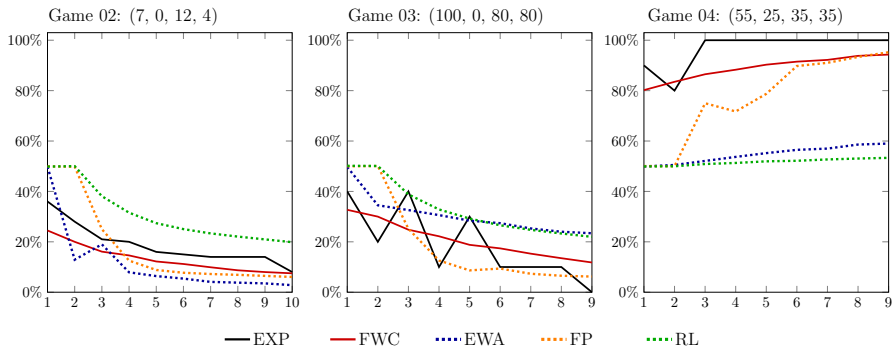 Game 02: (7, 0, 12, 4)
100%
80%
60%
40%
20%
0%
1 2 3 4 5 6 7 8 9 10
Game 03: (100, 0, 80, 80)
100%
80%
60%
40%
20%
0%
1 2 3 4 5 6 7 8 9
Game 04: (55, 25, 35, 35)
100%
80%
60%
40%
20%
0%
1 2 3 4 5 6 7 8 9
EXP FWC EWA FP RL